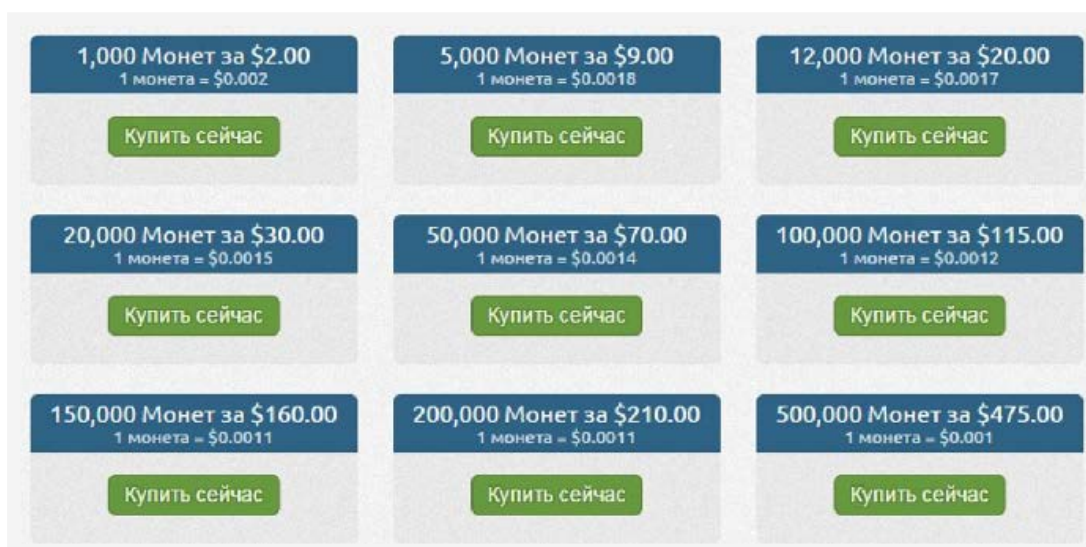 1,000 Монет за $2.00
1 монета = $0.002
Купить сейчас
5,000 Монет за $9.00
1 монета = $0.0018
Купить сейчас
12,000 Монет за $20.00
1 монета = $0.0017
Купить сейчас
20,000 Монет за $30.00
1 монета = $0.0015
Купить сейчас
50,000 Монет за $70.00
1 монета = $0.0014
Купить сейчас
100,000 Монет за $115.00
1 монета = $0.0012
Купить сейчас
150,000 Монет за $160.00
1 монета = $0.0011
Купить сейчас
200,000 Монет за $210.00
1 монета = $0.0011
Купить сейчас
500,000 Монет за $475.00
1 монета = $0.001
Купить сейчас